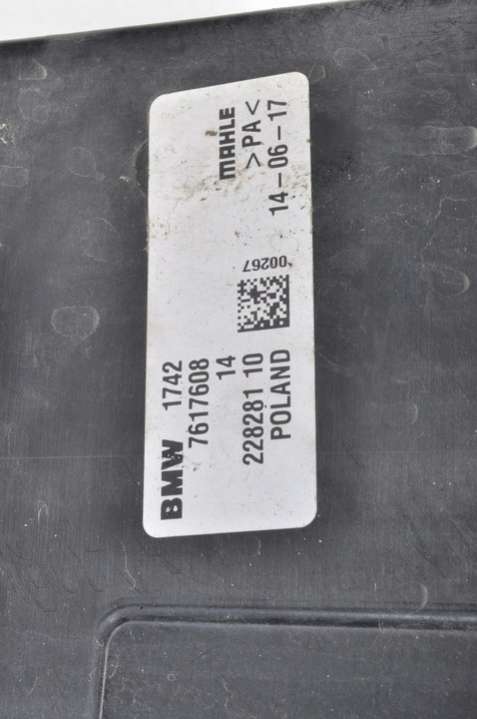 BMW 1742
7617608
14
228281 10
POLAND
00267
MAHLE
>PA<
14-06-17